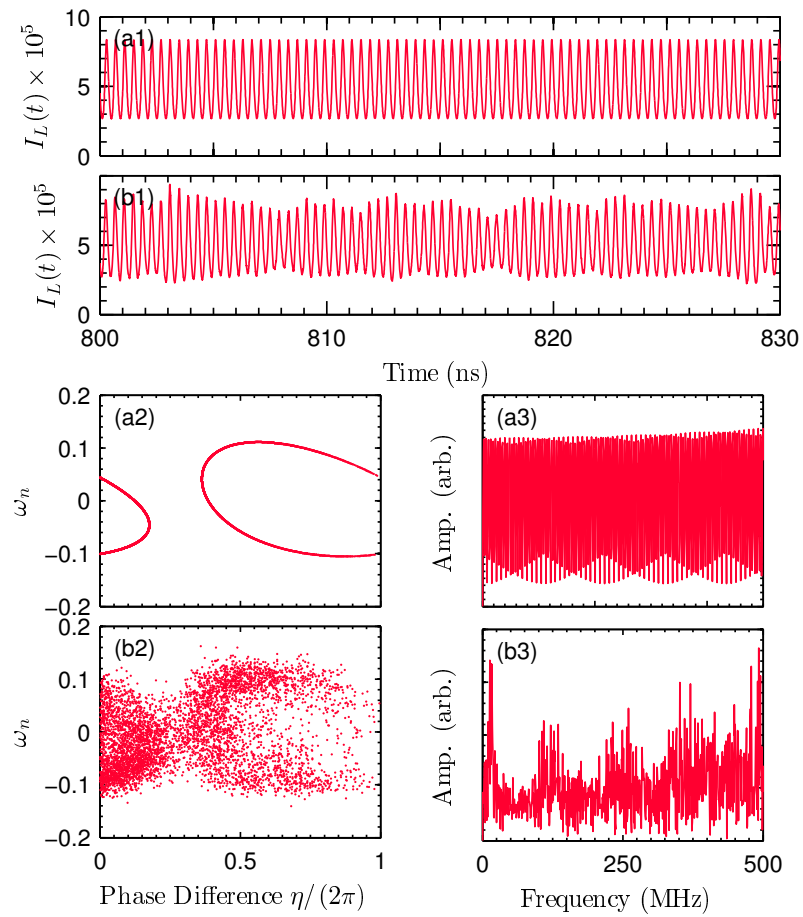 10
5
0
I_L(t) × 10^5
(a1)
10
5
0
I_L(t) × 10^5
(b1)
800
810
820
830
Time (ns)
0.2
0.1
0
−0.1
−0.2
ω_n
(a2)
Amp. (arb.)
(a3)
0.2
0.1
0
−0.1
−0.2
ω_n
(b2)
0
0.5
1
Phase Difference η/(2π)
Amp. (arb.)
(b3)
0
250
500
Frequency (MHz)